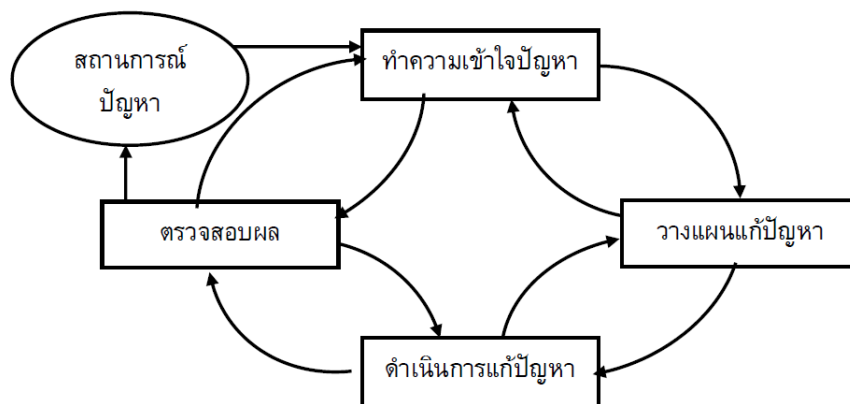 สถานการณ์
ปัญหา
ทำความเข้าใจปัญหา
ตรวจสอบผล
วางแผนแก้ปัญหา
ดำเนินการแก้ปัญหา